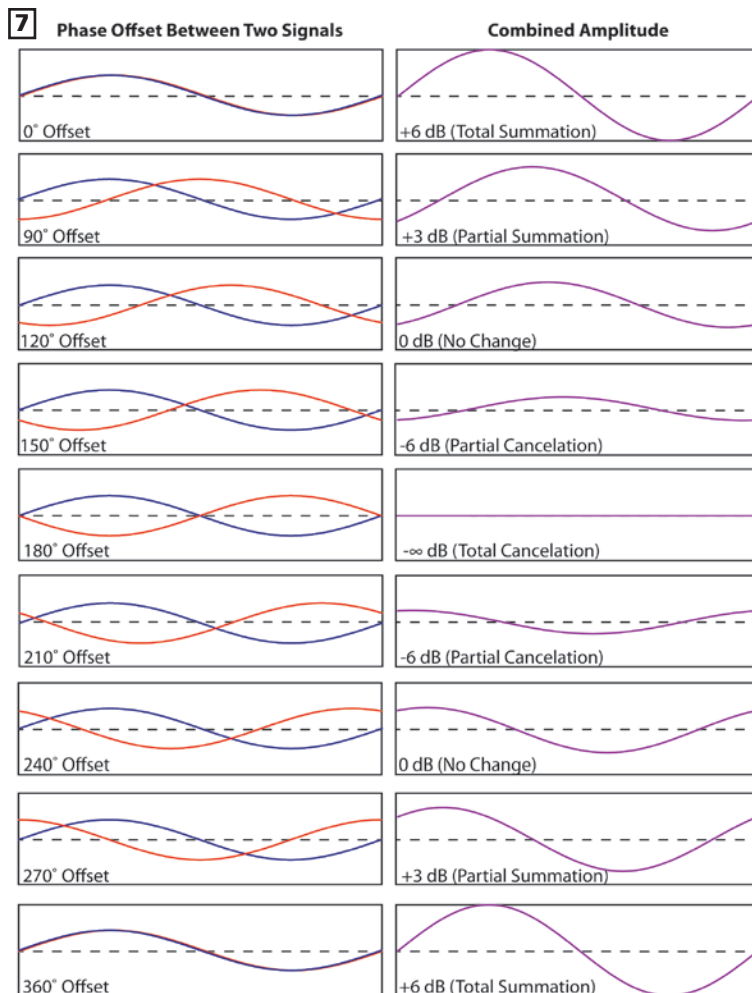 7
Phase Offset Between Two Signals
Combined Amplitude
0° Offset
+6 dB (Total Summation)
90° Offset
+3 dB (Partial Summation)
120° Offset
0 dB (No Change)
150° Offset
-6 dB (Partial Cancelation)
180° Offset
-∞ dB (Total Cancelation)
210° Offset
-6 dB (Partial Cancelation)
240° Offset
0 dB (No Change)
270° Offset
+3 dB (Partial Summation)
360° Offset
+6 dB (Total Summation)